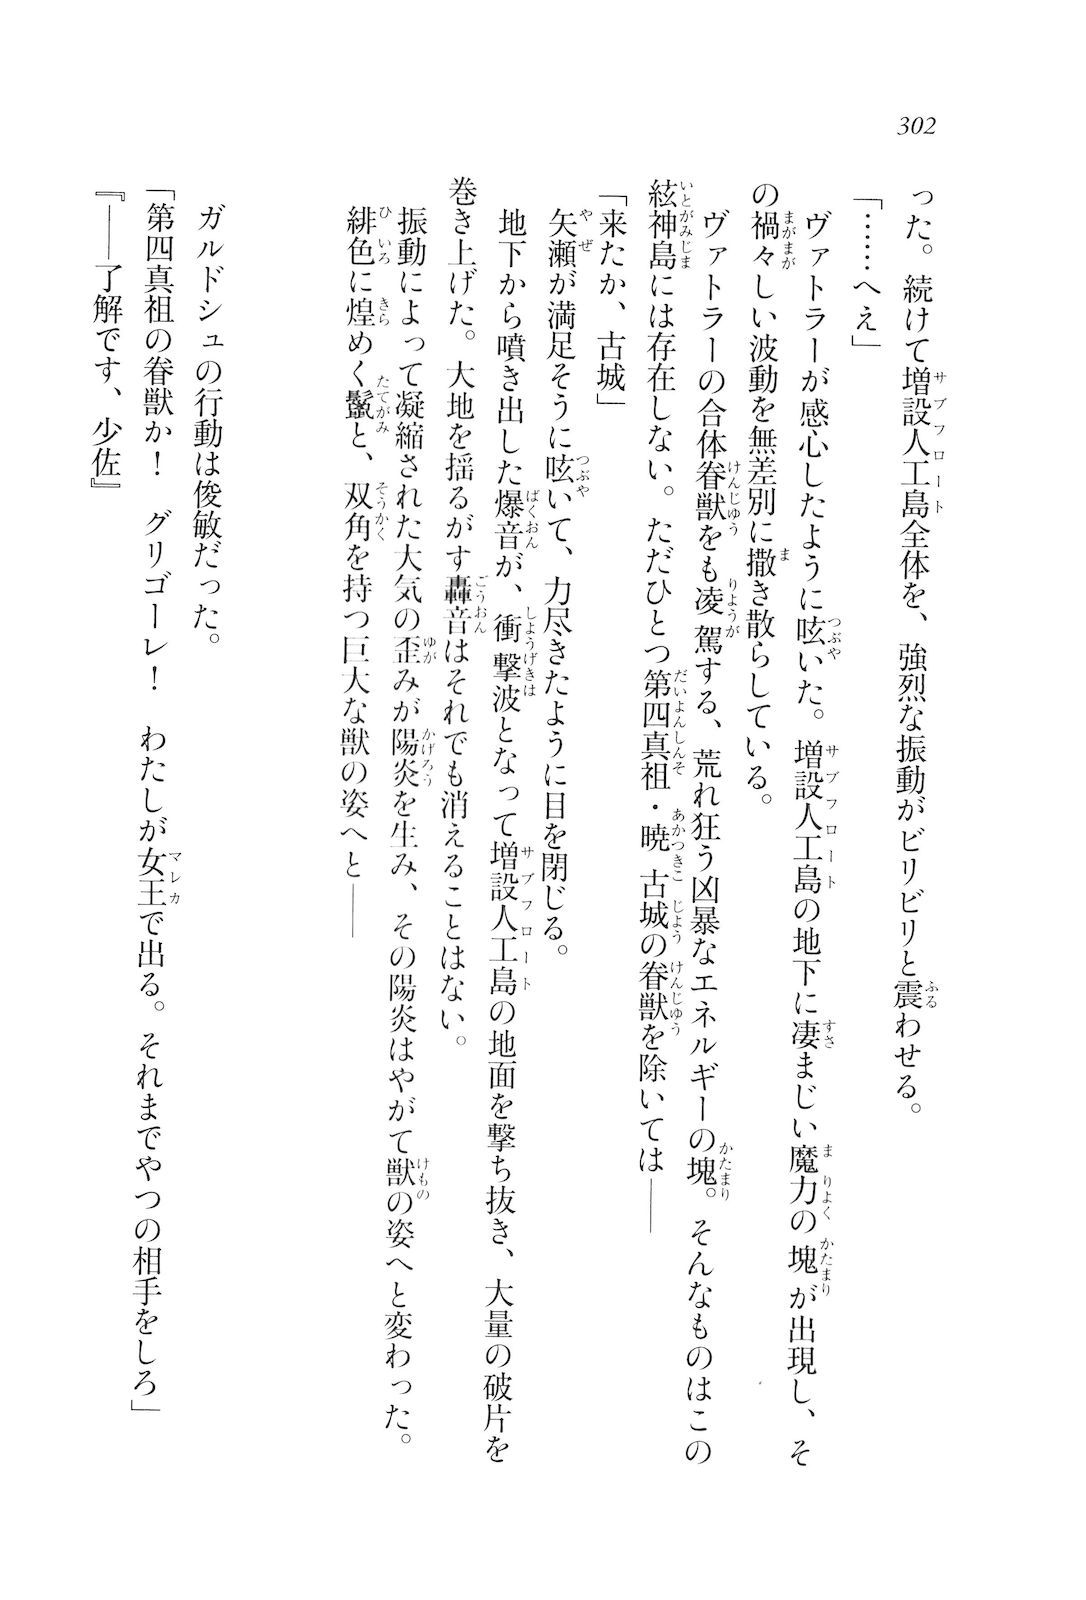 302
った。続けて増設人工島全体を、強烈な振動がビリビリと震わせる。
「……へえ」
ヴァトラーが感心したように呟いた。増設人工島の地下に凄まじい魔力の塊が出現し、そ
の禍々しい波動を無差別に撒き散らしている。
ヴァトラーの合体眷獣をも凌駕する、荒れ狂う凶暴なエネルギーの塊。そんなものはこの
絃神島には存在しない。ただひとつ第四真祖・暁古城の眷獣を除いては――
「来たか、古城」
矢瀬が満足そうに呟いて、力尽きたように目を閉じる。
地下から噴き出した爆音が、衝撃波となって増設人工島の地面を撃ち抜き、大量の破片を
巻き上げた。大地を揺るがす轟音はそれでも消えることはない。
振動によって凝縮された大気の歪みが陽炎を生み、その陽炎はやがて獣の姿へと変わった。
緋色に煌めく鬣と、双角を持つ巨大な獣の姿へと――
ガルドシュの行動は俊敏だった。
「第四真祖の眷獣か！　グリゴーレ！　わたしが女王で出る。それまでやつの相手をしろ」
『――了解です、少佐』